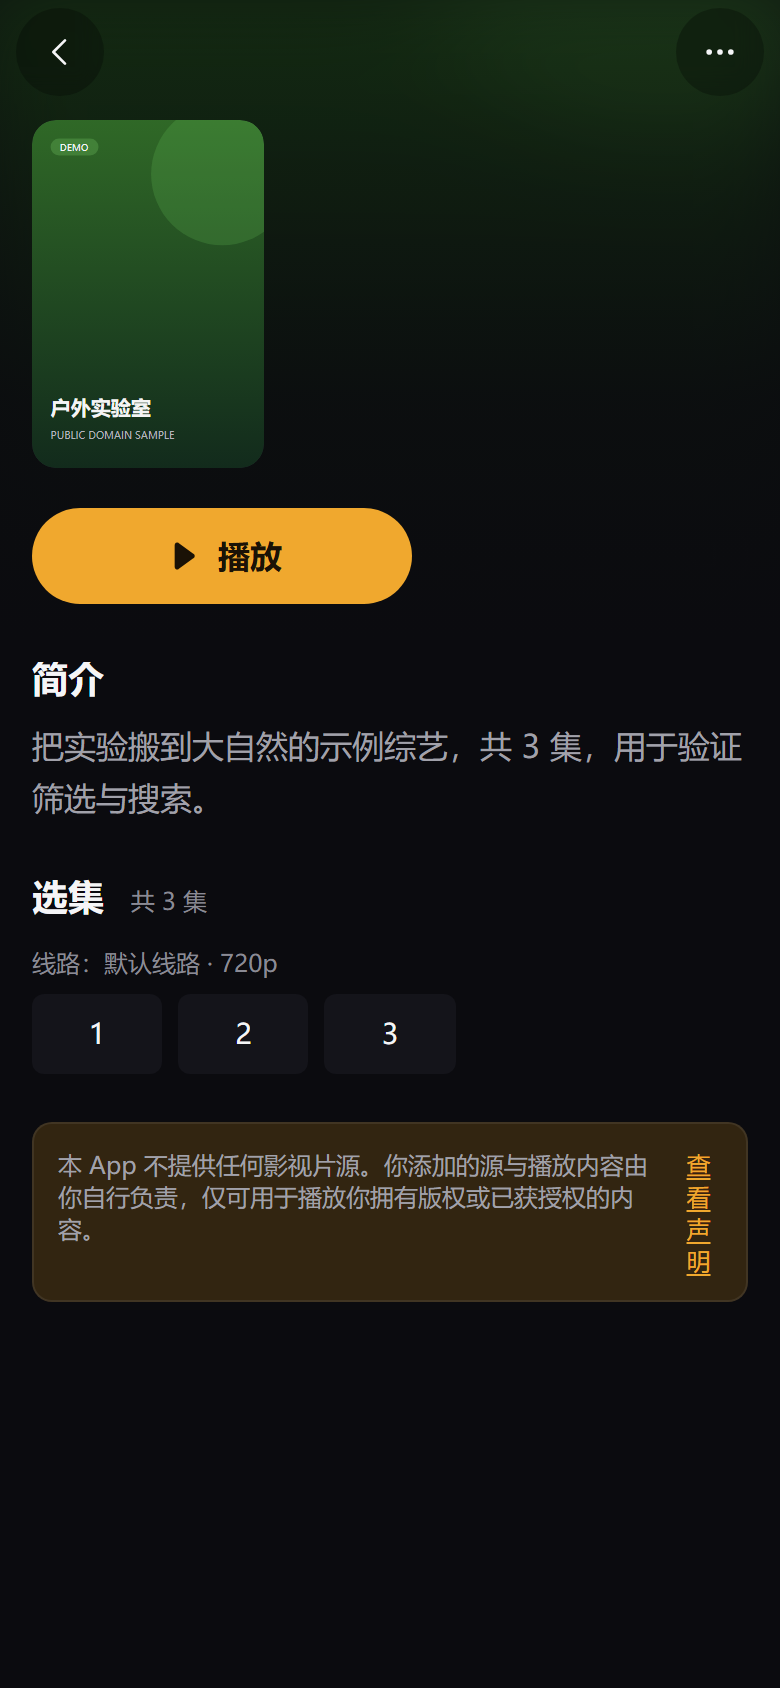 DEMO
户外实验室
PUBLIC DOMAIN SAMPLE
播放
简介
把实验搬到大自然的示例综艺，共 3 集，用于验证
筛选与搜索。
选集 共 3 集
线路：默认线路 · 720p
1 2 3
本 App 不提供任何影视片源。你添加的源与播放内容由
你自行负责，仅可用于播放你拥有版权或已获授权的内
容。
查
看
声
明